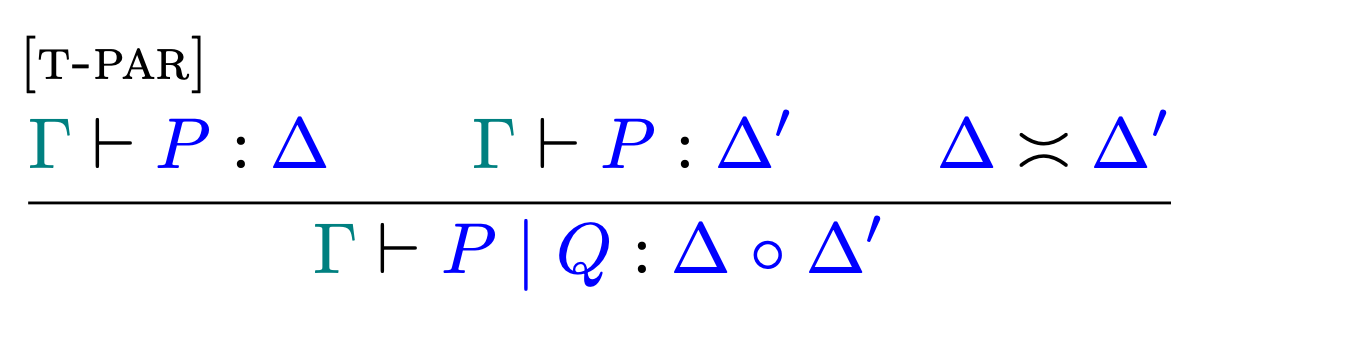 [T-PAR]
Γ ⊢ P : Δ Γ ⊢ P : Δ′ Δ ≍ Δ′
Γ ⊢ P | Q : Δ ∘ Δ′